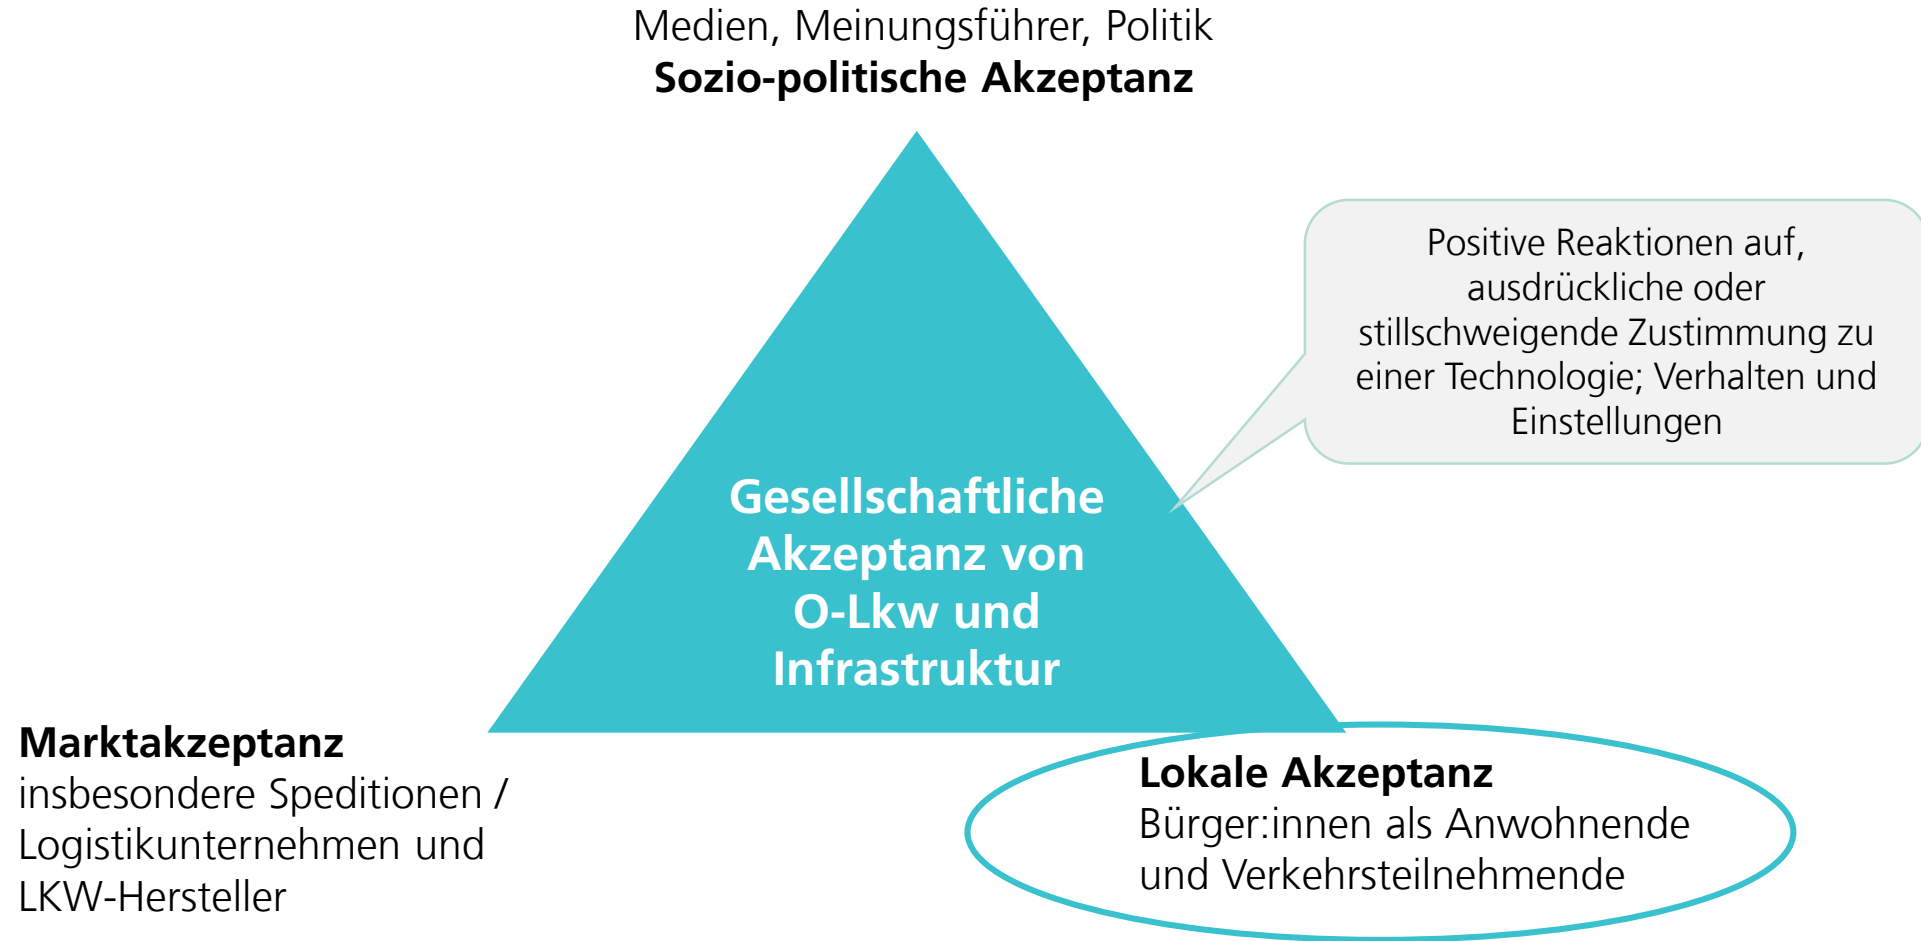 Medien, Meinungsführer, Politik
Sozio-politische Akzeptanz
Positive Reaktionen auf,
ausdrückliche oder
stillschweigende Zustimmung zu
einer Technologie; Verhalten und
Einstellungen
Gesellschaftliche
Akzeptanz von
O-Lkw und
Infrastruktur
Marktakzeptanz
insbesondere Speditionen /
Logistikunternehmen und
LKW-Hersteller
Lokale Akzeptanz
Bürger:innen als Anwohnende
und Verkehrsteilnehmende